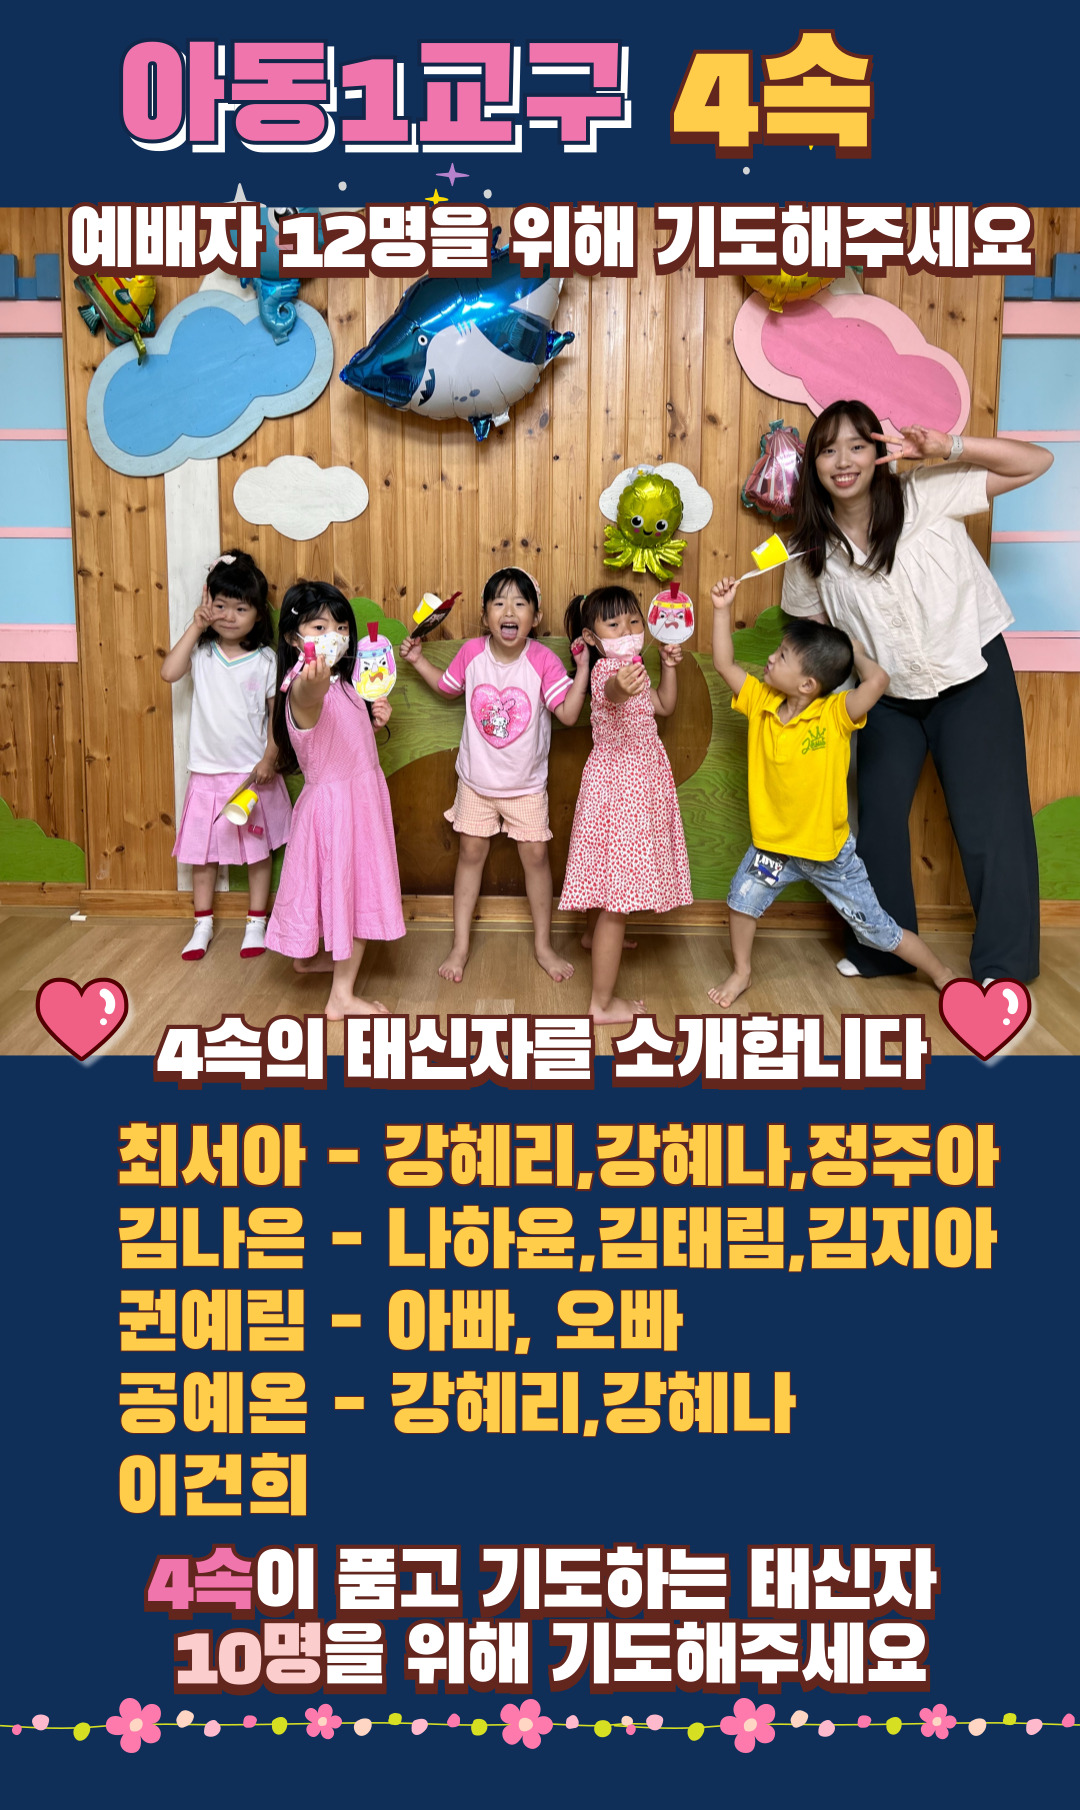 아동1교구 4속
예배자 12명을 위해 기도해주세요
4속의 태신자를 소개합니다
최서아 - 강혜리,강혜나,정주아
김나은 - 나하윤,김태림,김지아
권예림 - 아빠, 오빠
공예온 - 강혜리,강혜나
이건희
4속이 품고 기도하는 태신자
10명을 위해 기도해주세요